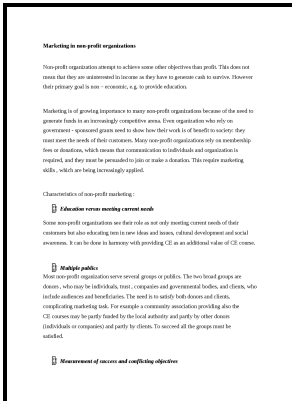 Marketing in non-profit organizations
Non-profit organization attempt to achieve some other objectives than profit. This does not
mean that they are uninterested in income as they have to generate cash to survive. However
their primary goal is non – economic, e.g. to provide education.
Marketing is of growing importance to many non-profit organizations because of the need to
generate funds in an increasingly competitive arena. Even organization who rely on
government - sponsored grants need to show how their work is of benefit to society: they
must meet the needs of their customers. Many non-profit organizations rely on membership
fees or donations, which means that communication to individuals and organization is
required, and they must be persuaded to join or make a donation. This require marketing
skills , which are being increasingly applied.
Characteristics of non-profit marketing :
Education versus meeting current needs
Some non-profit organizations see their role as not only meeting current needs of their
customers but also educating tem in new ideas and issues, cultural development and social
awareness. It can be done in harmony with providing CE as an additional value of CE course.
Multiple publics
Most non-profit organization serve several groups or publics. The two broad groups are
donors , who may be individuals, trust , companies and governmental bodies, and clients, who
include audiences and beneficiaries. The need is to satisfy both donors and clients,
complicating marketing task. For example a community association providing also the
CE courses may be partly funded by the local authority and partly by other donors
(individuals or companies) and partly by clients. To succeed all the groups must be
satisfied.
Measurement of success and conflicting objectives